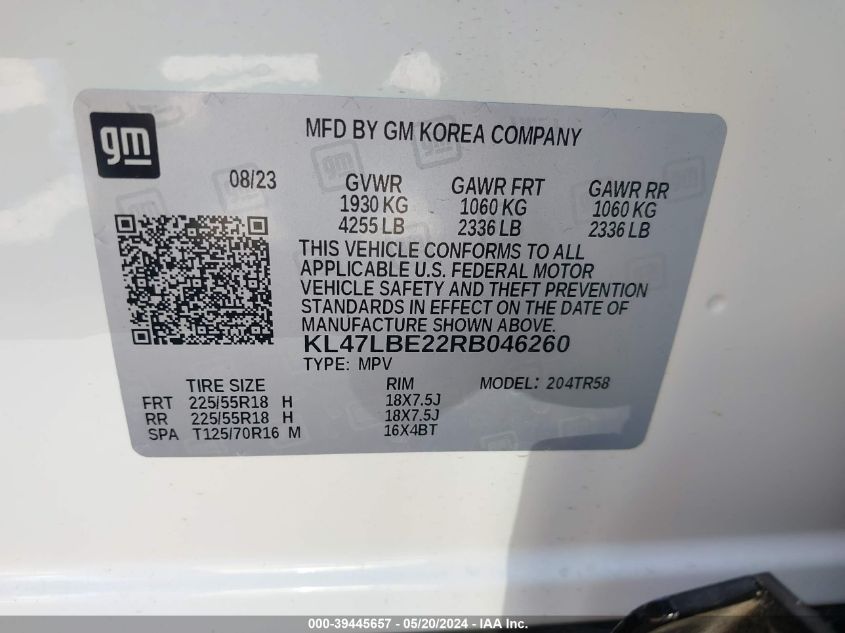 gm
MFD BY GM KOREA COMPANY
08/23 GVWR GAWR FRT GAWR RR
1930 KG 1060 KG 1060 KG
4255 LB 2336 LB 2336 LB
THIS VEHICLE CONFORMS TO ALL
APPLICABLE U.S. FEDERAL MOTOR
VEHICLE SAFETY AND THEFT PREVENTION
STANDARDS IN EFFECT ON THE DATE OF
MANUFACTURE SHOWN ABOVE.
KL47LBE22RB046260
TYPE: MPV
TIRE SIZE RIM MODEL: 204TR58
FRT 225/55R18 H 18X7.5J
RR 225/55R18 H 18X7.5J
SPA T125/70R16 M 16X4BT
000-39445657 - 05/20/2024 - IAA Inc.